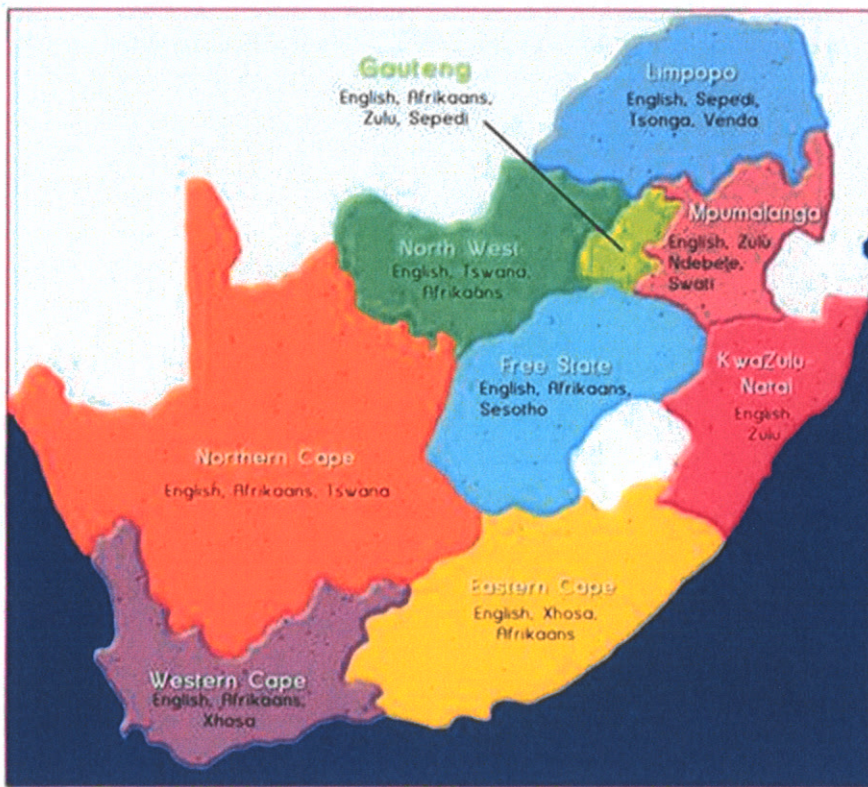 Gauteng
English, Afrikaans,
Zulu, Sepedi
Limpopo
English, Sepedi,
Tsonga, Venda
Mpumalanga
English, Zulu
Ndebele,
Swati
North West
English, Tswana,
Afrikaans
Free State
English, Afrikaans,
Sesotho
KwaZulu-
Natal
English,
Zulu
Northern Cape
English, Afrikaans, Tswana
Eastern Cape
English, Xhosa,
Afrikaans
Western Cape
English, Afrikaans,
Xhosa